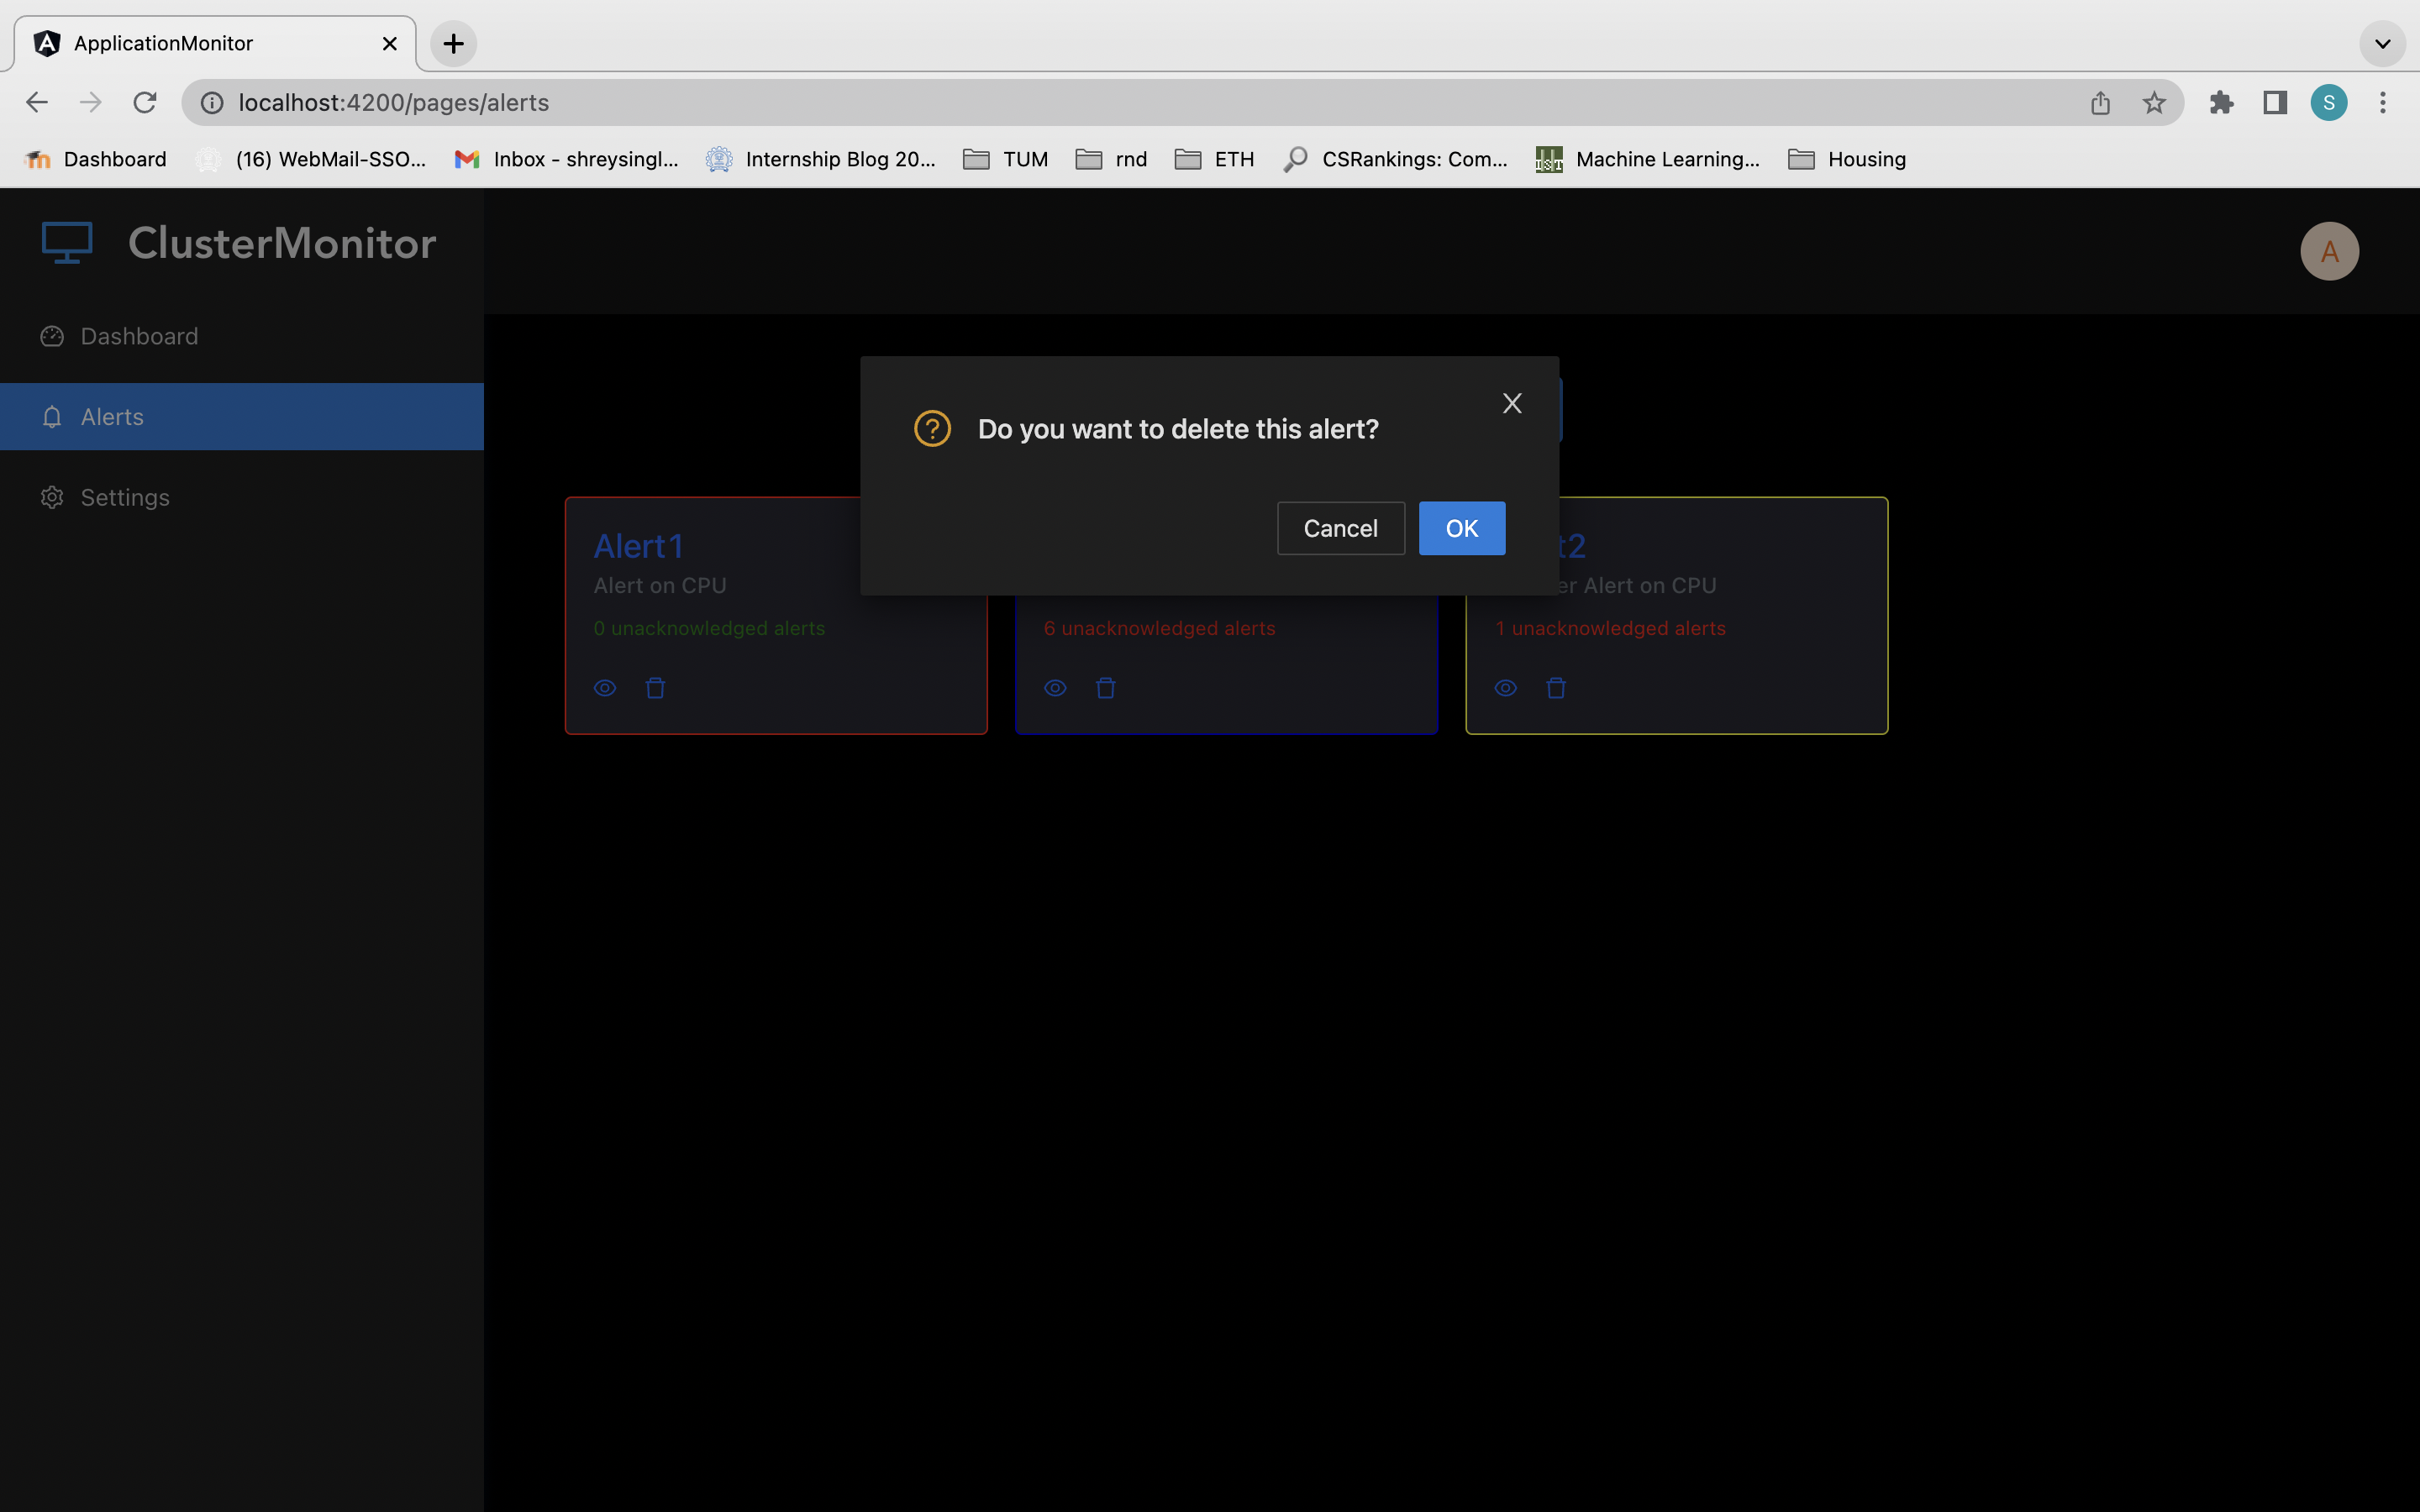 ApplicationMonitor
localhost:4200/pages/alerts
S
Dashboard (16) WebMail-SSO... Inbox - shreysingl... Internship Blog 20... TUM rnd ETH CSRankings: Com... Machine Learning... Housing
ClusterMonitor
A
Dashboard
Alerts
Settings
Do you want to delete this alert?
Cancel OK
Alert1 t2
Alert on CPU er Alert on CPU
0 unacknowledged alerts 6 unacknowledged alerts 1 unacknowledged alerts